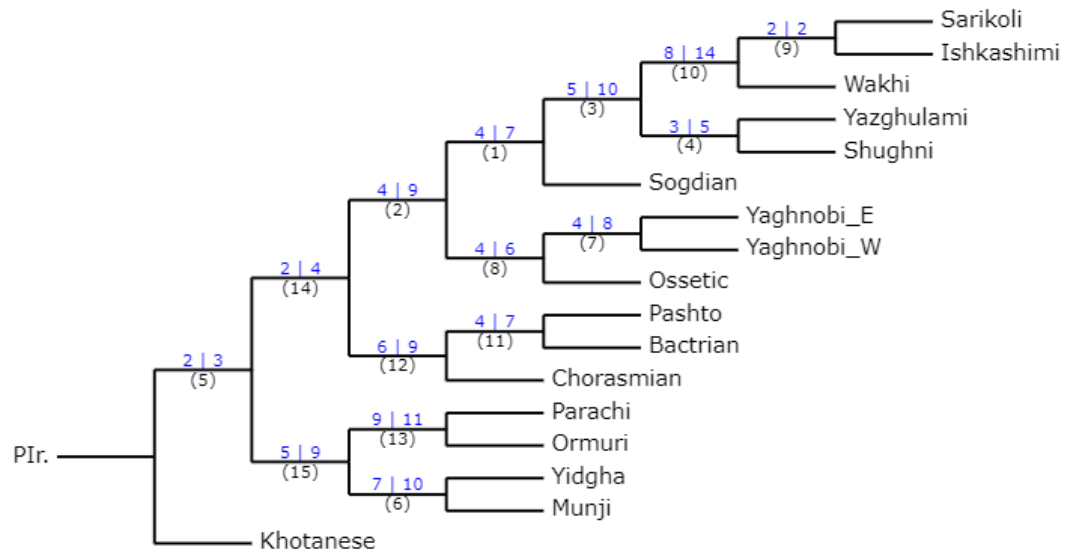 Sarikoli
2 | 2
(9)
Ishkashimi
8 | 14
(10)
Wakhi
5 | 10
(3)
Yazghulami
3 | 5
(4)
Shughni
4 | 7
(1)
Sogdian
4 | 9
(2)
Yaghnobi_E
4 | 8
(7)
Yaghnobi_W
4 | 6
(8)
Ossetic
2 | 4
(14)
Pashto
4 | 7
(11)
Bactrian
6 | 9
(12)
Chorasmian
2 | 3
(5)
Parachi
9 | 11
(13)
Ormuri
5 | 9
(15)
PIr.
Yidgha
7 | 10
(6)
Munji
Khotanese